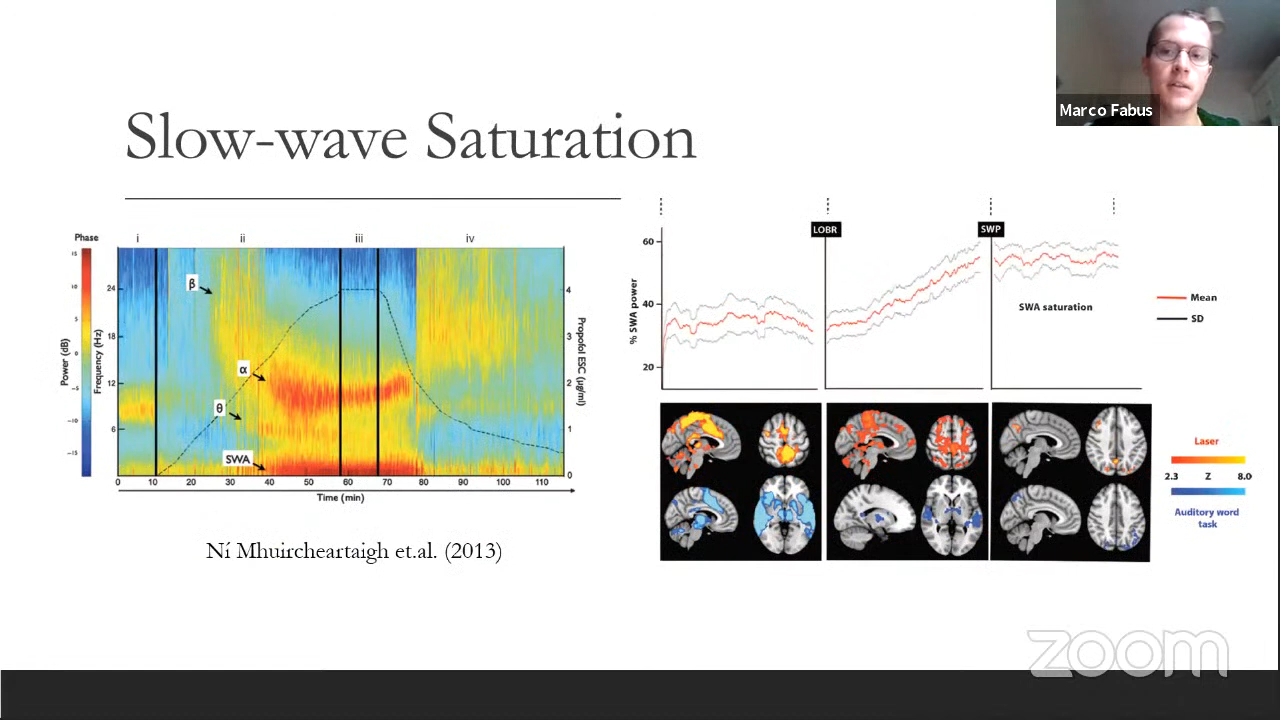 Marco Fabus
Slow-wave Saturation
Phase
i
ii
iii
iv
15
10
5
0
−5
−10
−15
Power (dB)
Frequency (Hz)
24
18
12
6
β
α
θ
SWA
4
3
2
1
0
Propofol ESC (µg/ml)
0 10 20 30 40 50 60 70 80 90 100 110
Time (min)
Ní Mhuircheartaigh et.al. (2013)
LOBR
SWP
60
40
20
% SWA power
SWA saturation
Mean
SD
Laser
2.3 Z 8.0
Auditory word
task
zoom